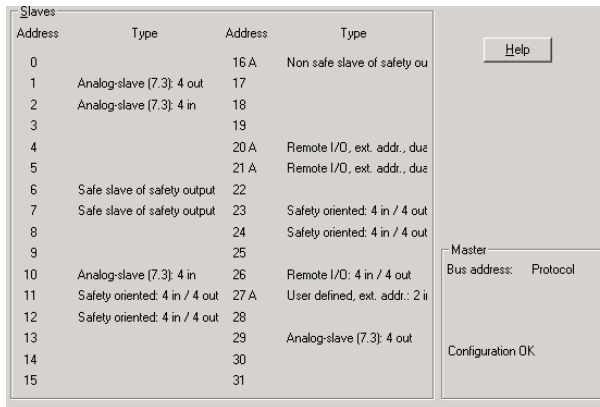 Slaves
Address Type Address Type
0 16 A Non safe slave of safety ou
1 Analog-slave (7.3): 4 out 17
2 Analog-slave (7.3): 4 in 18
3 19
4 20 A Remote I/O, ext. addr., dua
5 21 A Remote I/O, ext. addr., dua
6 Safe slave of safety output 22
7 Safe slave of safety output 23 Safety oriented: 4 in / 4 out
8 24 Safety oriented: 4 in / 4 out
9 25
10 Analog-slave (7.3): 4 in 26 Remote I/O: 4 in / 4 out
11 Safety oriented: 4 in / 4 out 27 A User defined, ext. addr.: 2 i
12 Safety oriented: 4 in / 4 out 28
13 29 Analog-slave (7.3): 4 out
14 30
15 31
Help
Master
Bus address: Protocol
Configuration OK